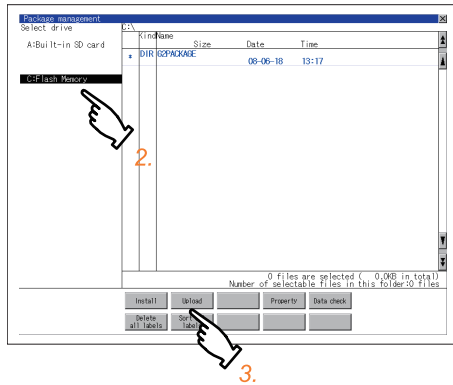 Package management
Select drive
C:\
A:Built-in SD card
C:Flash Memory
Kind Name
Size Date Time
* DIR G2PACKAGE
08-06-18 13:17
2.
0 files are selected ( 0.0KB in total)
Number of selectable files in this folder:0 files
Install Upload Property Data check
Delete all labels
Sort
label
3.